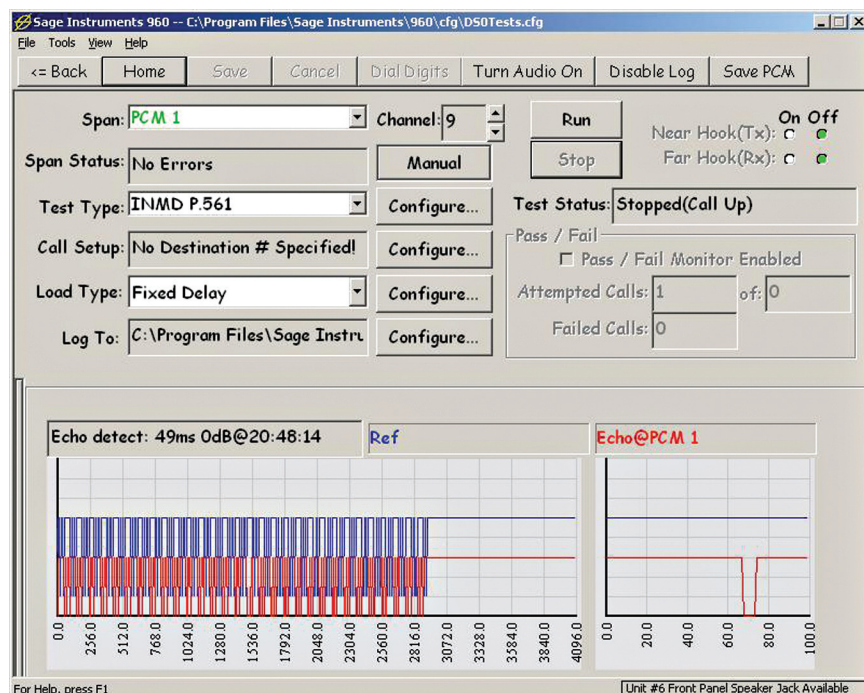 Sage Instruments 960 -- C:\Program Files\Sage Instruments\960\cfg\DS0Tests.cfg
File Tools View Help
<= Back Home Save Cancel Dial Digits Turn Audio On Disable Log Save PCM
Span: PCM 1 Channel: 9 Run On Off
Near Hook(Tx):
Span Status: No Errors Manual Stop Far Hook(Rx):
Test Type: INMD P.561 Configure... Test Status: Stopped(Call Up)
Call Setup: No Destination # Specified! Configure... Pass / Fail
Pass / Fail Monitor Enabled
Load Type: Fixed Delay Configure... Attempted Calls: 1 of: 0
Log To: C:\Program Files\Sage Instru Configure... Failed Calls: 0
Echo detect: 49ms 0dB@20:48:14 Ref Echo@PCM 1
0.0 256.0 512.0 768.0 1024.0 1280.0 1536.0 1792.0 2048.0 2304.0 2560.0 2816.0 3072.0 3328.0 3584.0 3840.0 4096.0
0.0 20.0 40.0 60.0 80.0 100.0
For Help, press F1 Unit #6 Front Panel Speaker Jack Available